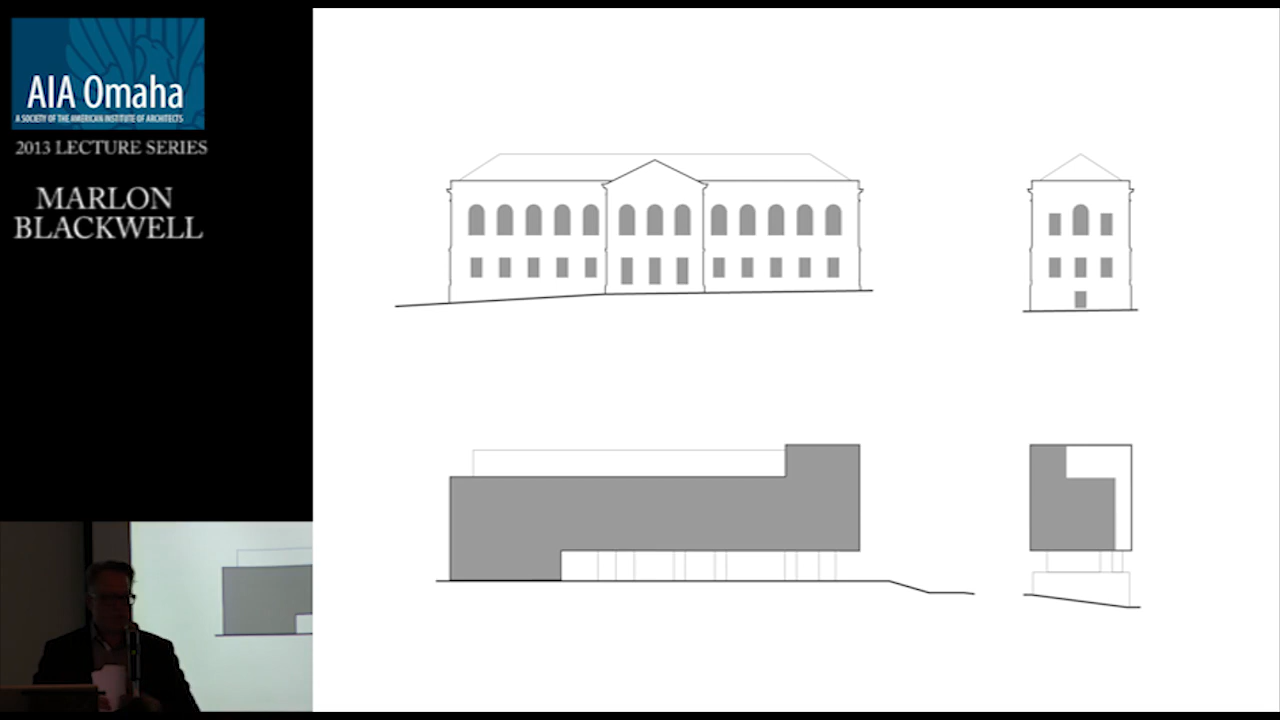 AIA Omaha
A SOCIETY OF THE AMERICAN INSTITUTE OF ARCHITECTS
2013 LECTURE SERIES
MARLON
BLACKWELL